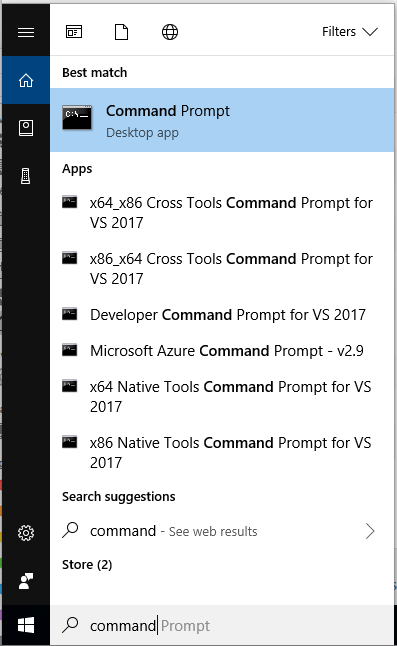 Filters
Best match
C:\_
Command Prompt
Desktop app
Apps
x64_x86 Cross Tools Command Prompt for
VS 2017
x86_x64 Cross Tools Command Prompt for
VS 2017
Developer Command Prompt for VS 2017
Microsoft Azure Command Prompt - v2.9
x64 Native Tools Command Prompt for VS
2017
x86 Native Tools Command Prompt for VS
2017
Search suggestions
command - See web results
Store (2)
command Prompt